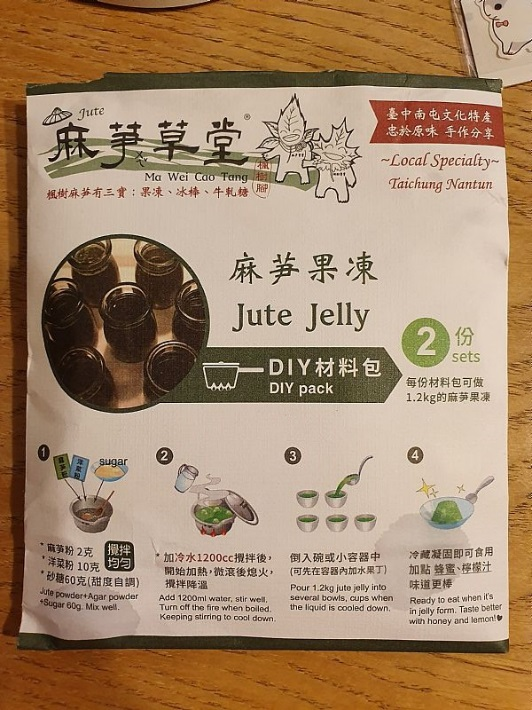 Jute
麻芛草堂®
Ma Wei Cao Tang
楓樹腳
楓樹麻芛有三寶：果凍、冰棒、牛軋糖
臺中南屯文化特產
忠於原味 手作分享
~Local Specialty~
Taichung Nantun
麻芛果凍
Jute Jelly
DIY材料包
DIY pack
2份
sets
每份材料包可做
1.2kg的麻芛果凍
1
麻芛粉
洋菜粉
sugar
* 麻芛粉 2克
* 洋菜粉 10克
* 砂糖60克(甜度自調)
攪拌
均勻
Jute powder+Agar powder
+Sugar 60g. Mix well.
2
* 加冷水1200cc攪拌後，
開始加熱，微滾後熄火，
攪拌降溫
Add 1200ml water, stir well.
Turn off the fire when boiled.
Keeping stirring to cool down.
3
倒入碗或小容器中
(可先在容器內加水果丁)
Pour 1.2kg jute jelly into
several bowls, cups when
the liquid is cooled down.
4
冷藏凝固即可食用
加點 蜂蜜、檸檬汁
味道更棒
Ready to eat when it's
in jelly form. Taste better
with honey and lemon!♥